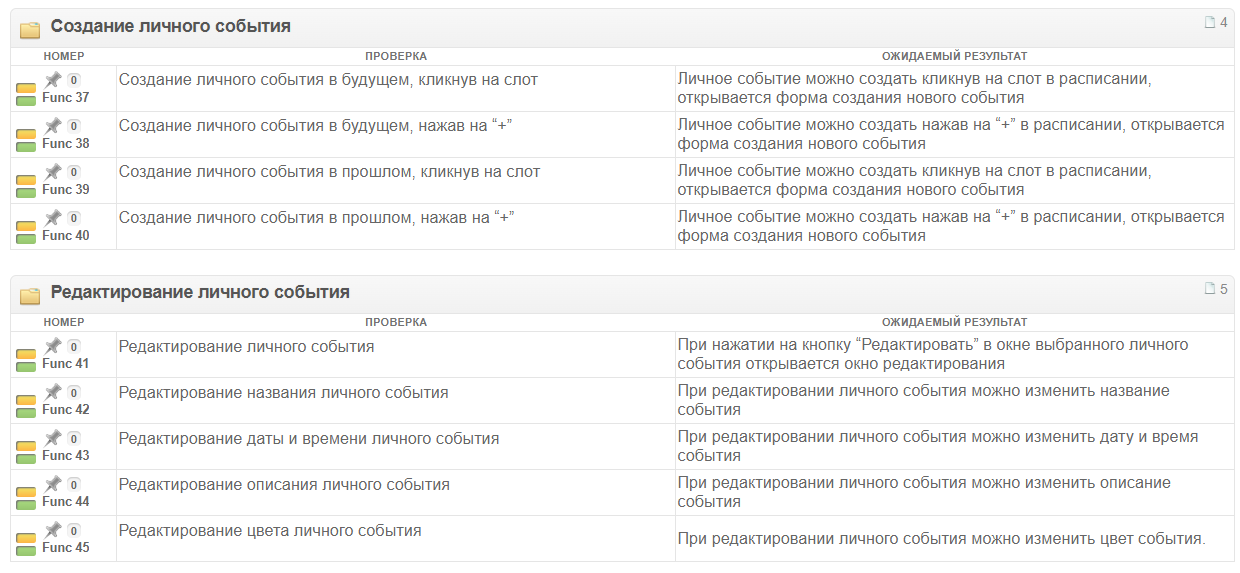 Создание личного события
4
НОМЕР ПРОВЕРКА ОЖИДАЕМЫЙ РЕЗУЛЬТАТ
0
Func 37
Создание личного события в будущем, кликнув на слот
Личное событие можно создать кликнув на слот в расписании,
открывается форма создания нового события
0
Func 38
Создание личного события в будущем, нажав на “+”
Личное событие можно создать нажав на “+” в расписании, открывается
форма создания нового события
0
Func 39
Создание личного события в прошлом, кликнув на слот
Личное событие можно создать кликнув на слот в расписании,
открывается форма создания нового события
0
Func 40
Создание личного события в прошлом, нажав на “+”
Личное событие можно создать нажав на “+” в расписании, открывается
форма создания нового события
Редактирование личного события
5
НОМЕР ПРОВЕРКА ОЖИДАЕМЫЙ РЕЗУЛЬТАТ
0
Func 41
Редактирование личного события
При нажатии на кнопку “Редактировать” в окне выбранного личного
события открывается окно редактирования
0
Func 42
Редактирование названия личного события
При редактировании личного события можно изменить название
события
0
Func 43
Редактирование даты и времени личного события
При редактировании личного события можно изменить дату и время
события
0
Func 44
Редактирование описания личного события
При редактировании личного события можно изменить описание
события
0
Func 45
Редактирование цвета личного события
При редактировании личного события можно изменить цвет события.